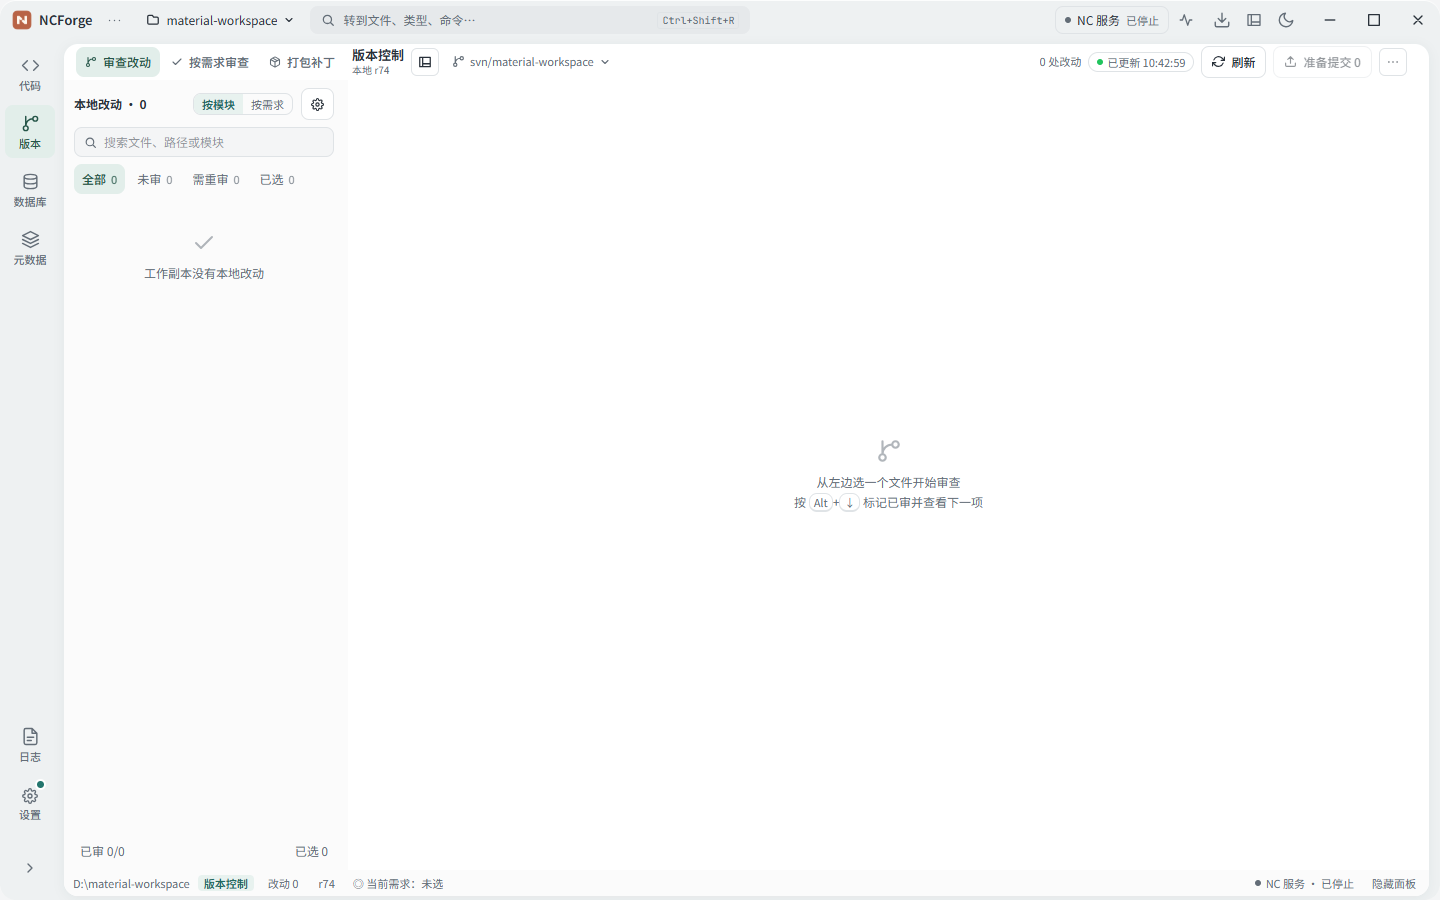 NCForge ··· material-workspace 转到文件、类型、命令··· Ctrl+Shift+R NC 服务 已停止
代码
版本
数据库
元数据
日志
设置
审查改动 按需求审查 打包补丁
版本控制
本地 r74
svn/material-workspace
0 处改动 已更新 10:42:59 刷新 准备提交 0 ···
本地改动 · 0 按模块 按需求
搜索文件、路径或模块
全部 0 未审 0 需重审 0 已选 0
工作副本没有本地改动
从左边选一个文件开始审查
按 Alt + ↓ 标记已审并查看下一项
已审 0/0 已选 0
D:\material-workspace 版本控制 改动 0 r74 ◎ 当前需求：未选 NC 服务 · 已停止 隐藏面板